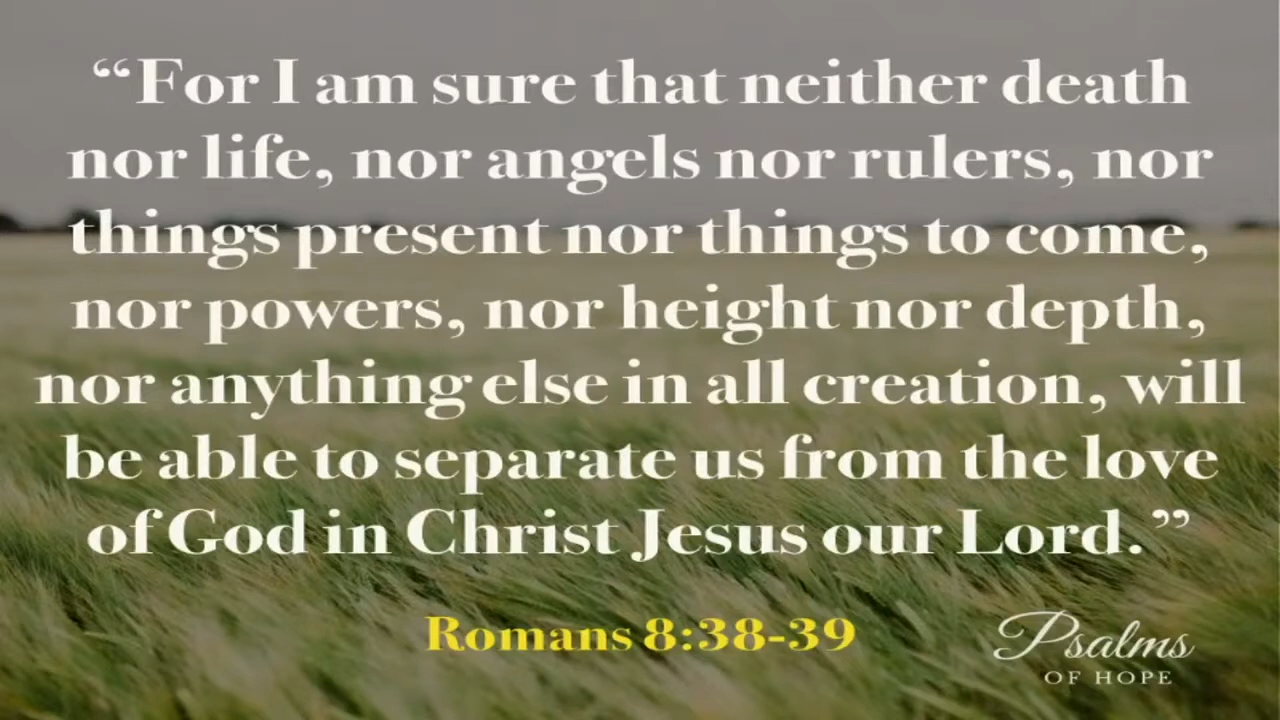 “For I am sure that neither death
nor life, nor angels nor rulers, nor
things present nor things to come,
nor powers, nor height nor depth,
nor anything else in all creation, will
be able to separate us from the love
of God in Christ Jesus our Lord.”
Romans 8:38-39
Psalms
OF HOPE